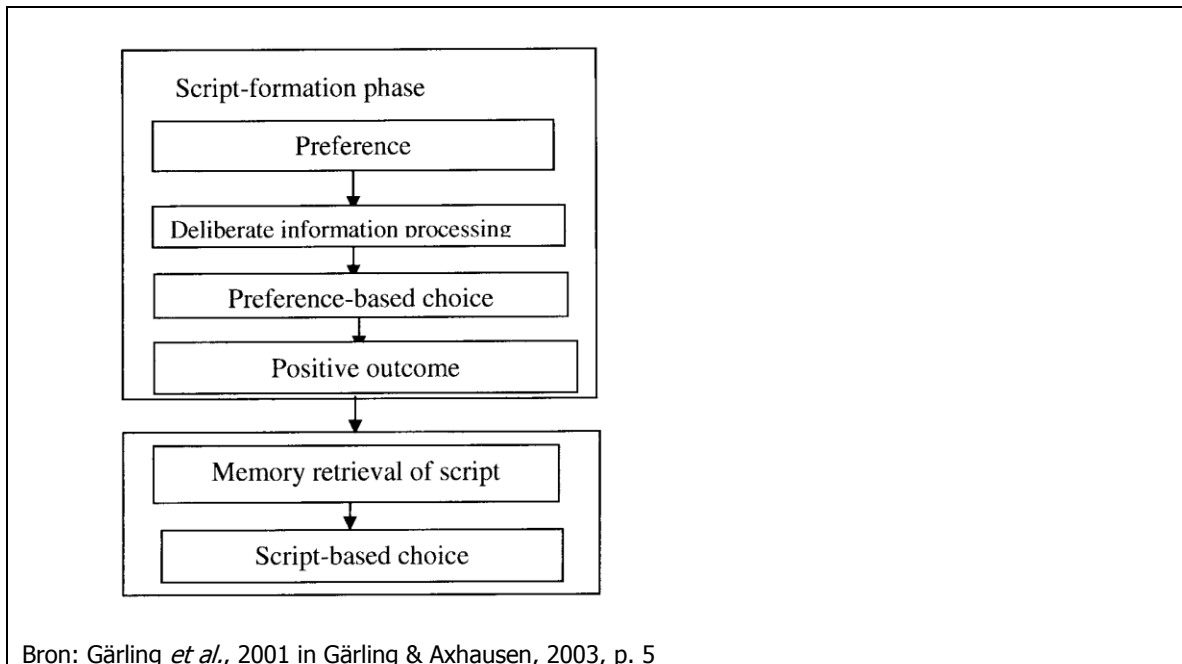 Script-formation phase
Preference
Deliberate information processing
Preference-based choice
Positive outcome
Memory retrieval of script
Script-based choice
Bron: Gärling et al., 2001 in Gärling & Axhausen, 2003, p. 5